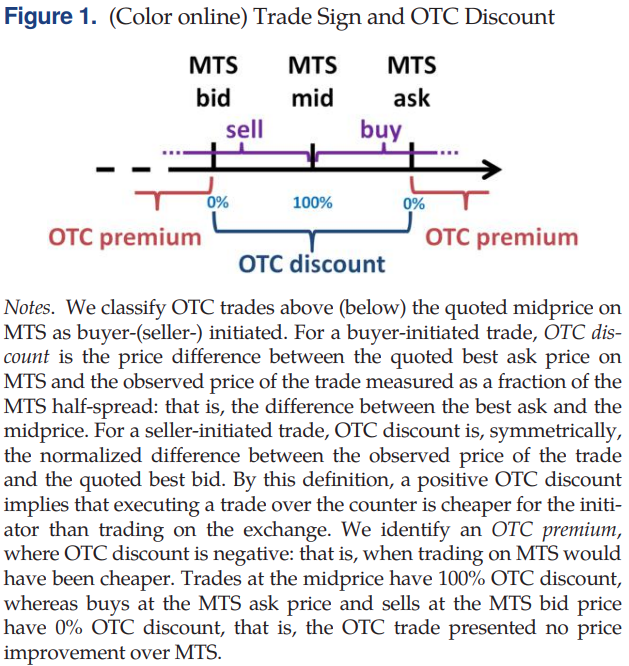 Figure 1. (Color online) Trade Sign and OTC Discount
MTS bid MTS mid MTS ask
sell buy
0% 100% 0%
OTC premium OTC premium
OTC discount
Notes. We classify OTC trades above (below) the quoted midprice on
MTS as buyer-(seller-) initiated. For a buyer-initiated trade, OTC dis-
count is the price difference between the quoted best ask price on
MTS and the observed price of the trade measured as a fraction of the
MTS half-spread: that is, the difference between the best ask and the
midprice. For a seller-initiated trade, OTC discount is, symmetrically,
the normalized difference between the observed price of the trade
and the quoted best bid. By this definition, a positive OTC discount
implies that executing a trade over the counter is cheaper for the initi-
ator than trading on the exchange. We identify an OTC premium,
where OTC discount is negative: that is, when trading on MTS would
have been cheaper. Trades at the midprice have 100% OTC discount,
whereas buys at the MTS ask price and sells at the MTS bid price
have 0% OTC discount, that is, the OTC trade presented no price
improvement over MTS.